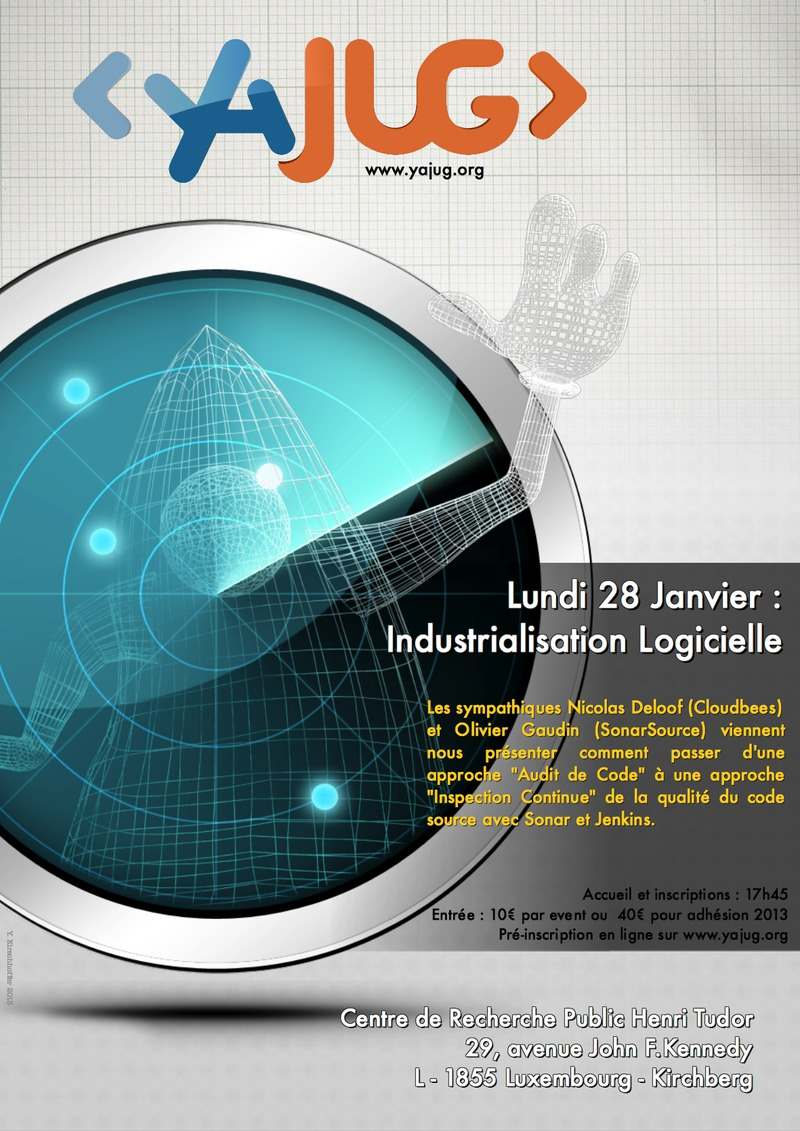 <YAJUG>
www.yajug.org
Lundi 28 Janvier :
Industrialisation Logicielle
Les sympathiques Nicolas Deloof (Cloudbees)
et Olivier Gaudin (SonarSource) viennent
nous présenter comment passer d'une
approche "Audit de Code" à une approche
"Inspection Continue" de la qualité du code
source avec Sonar et Jenkins.
Accueil et inscriptions : 17h45
Entrée : 10€ par event ou 40€ pour adhésion 2013
Pré-inscription en ligne sur www.yajug.org
Y. Kirschhoffer 2013
Centre de Recherche Public Henri Tudor
29, avenue John F.Kennedy
L - 1855 Luxembourg - Kirchberg